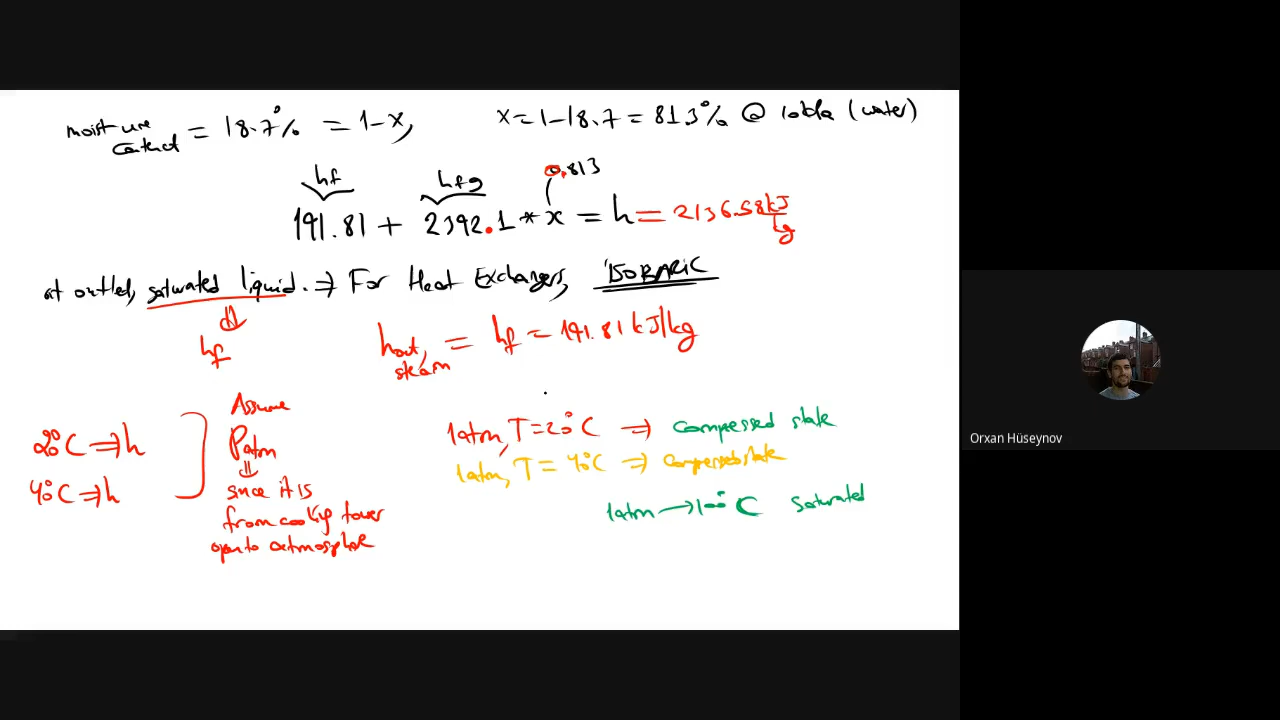 moisture content = 18.7% = 1-x, x = 1-18.7 = 81.3% @ 10kPa (water)
hf hfg 0.813
191.81 + 2392.1 * x = h = 2136.58 kJ/kg
at outlet, saturated liquid. ⇒ For Heat Exchangers, ISOBARIC
⇓
hf
hout, steam = hf = 191.81 kJ/kg
20°C ⇒ h
40°C ⇒ h
Assume
Patm
⇓
since it is
from cooling tower
open to atmosphere
1atm, T=20°C ⇒ Compressed state
1atm, T = 40°C ⇒ Compressed state
1atm → 100°C saturated
Orxan Hüseynov